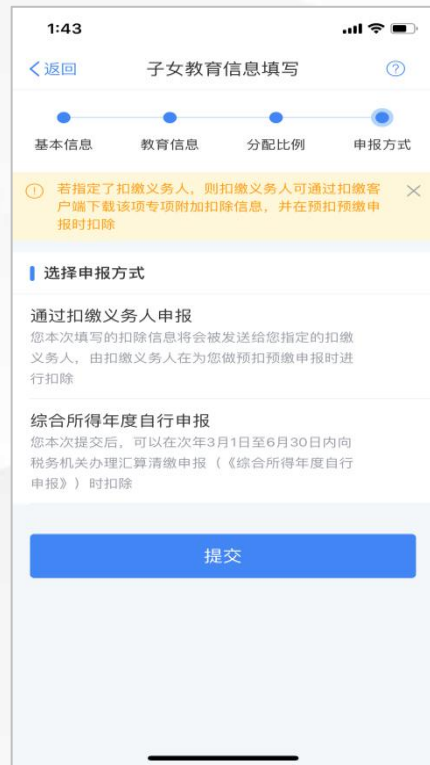 1:43
返回
子女教育信息填写
基本信息
教育信息
分配比例
申报方式
若指定了扣缴义务人，则扣缴义务人可通过扣缴客
户端下载该项专项附加扣除信息，并在预扣预缴申
报时扣除
选择申报方式
通过扣缴义务人申报
您本次填写的扣除信息将会被发送给您指定的扣缴
义务人，由扣缴义务人在为您做预扣预缴申报时进
行扣除
综合所得年度自行申报
您本次提交后，可以在次年3月1日至6月30日内向
税务机关办理汇算清缴申报（《综合所得年度自行
申报》）时扣除
提交